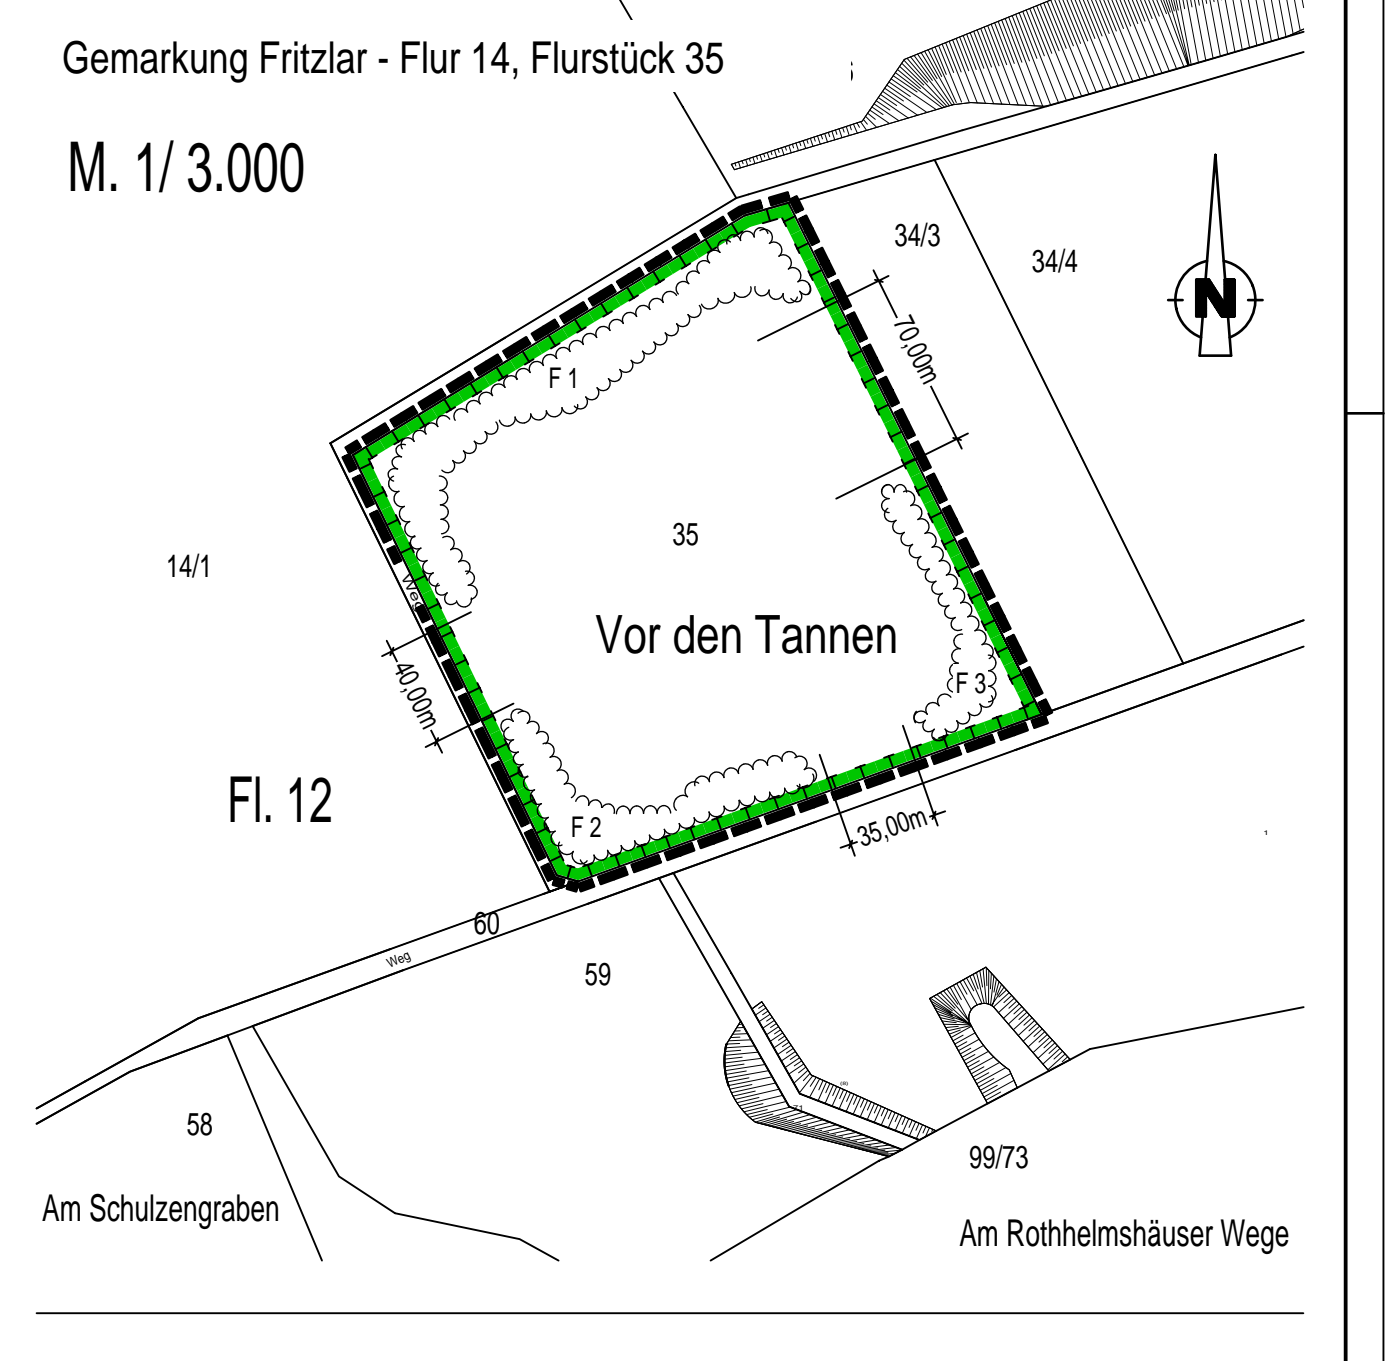 Gemarkung Fritzlar - Flur 14, Flurstück 35
M. 1/ 3.000
34/3
34/4
N
70,00m
F 1
35
14/1
Weg
Vor den Tannen
40,00m
F 3
Fl. 12
F 2
35,00m
60
Weg
59
58
99/73
Am Schulzengraben
Am Rothhelmshäuser Wege